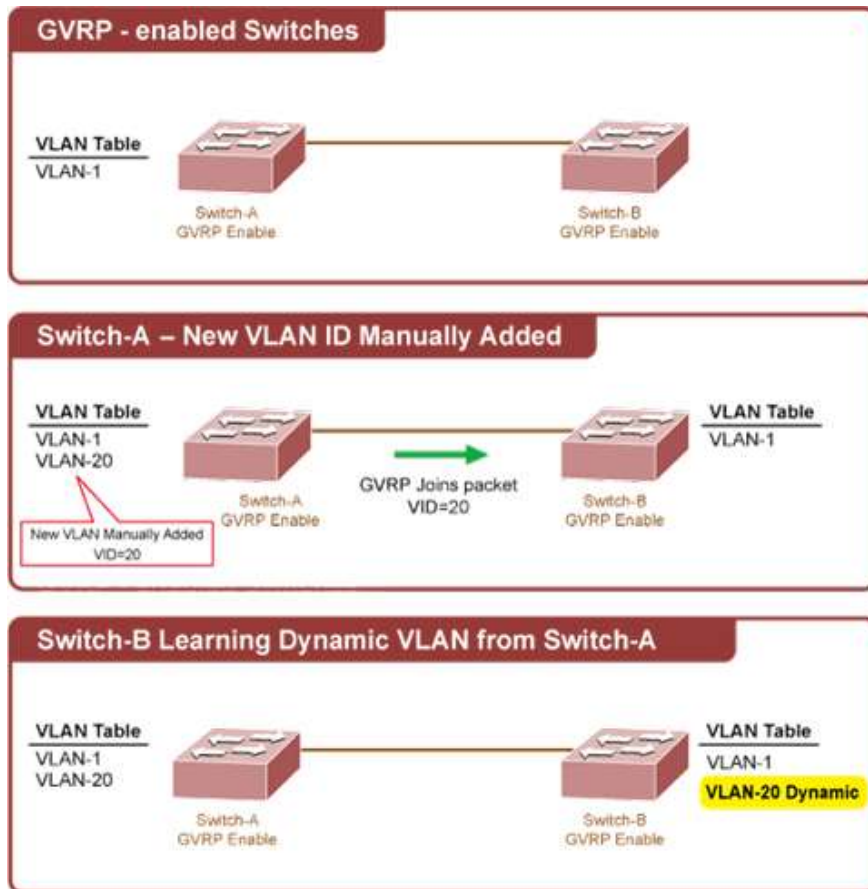 GVRP - enabled Switches
VLAN Table
VLAN-1
Switch-A
GVRP Enable
Switch-B
GVRP Enable
Switch-A – New VLAN ID Manually Added
VLAN Table
VLAN-1
VLAN-20
New VLAN Manually Added
VID=20
Switch-A
GVRP Enable
GVRP Joins packet
VID=20
Switch-B
GVRP Enable
VLAN Table
VLAN-1
Switch-B Learning Dynamic VLAN from Switch-A
VLAN Table
VLAN-1
VLAN-20
Switch-A
GVRP Enable
Switch-B
GVRP Enable
VLAN Table
VLAN-1
VLAN-20 Dynamic